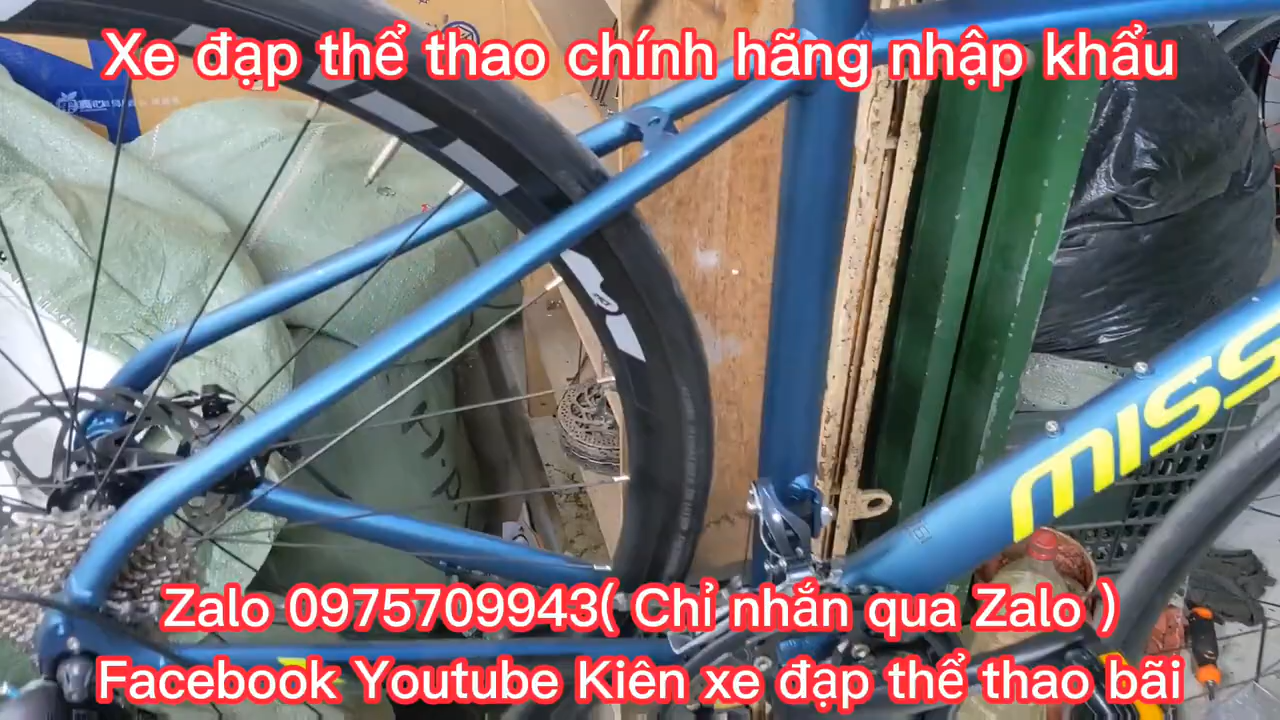 Xe đạp thể thao chính hãng nhập khẩu
MISS
Zalo 0975709943( Chỉ nhắn qua Zalo )
Facebook Youtube Kiên xe đạp thể thao bãi